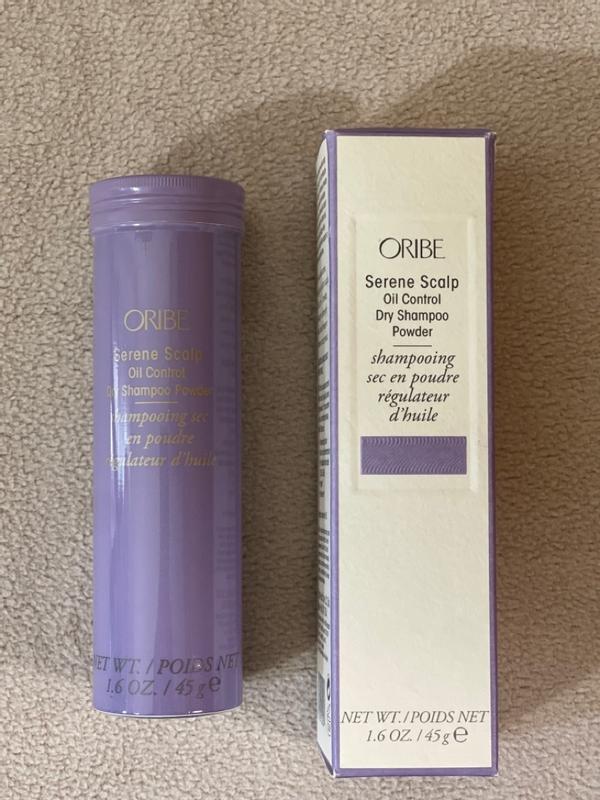 ORIBE
Serene Scalp
Oil Control
Dry Shampoo Powder
shampooing sec
en poudre
régulateur d'huile
NET WT. / POIDS NET
1.6 OZ. / 45 g e
ORIBE
Serene Scalp
Oil Control
Dry Shampoo
Powder
shampooing
sec en poudre
régulateur
d'huile
NET WT. / POIDS NET
1.6 OZ. / 45 g e